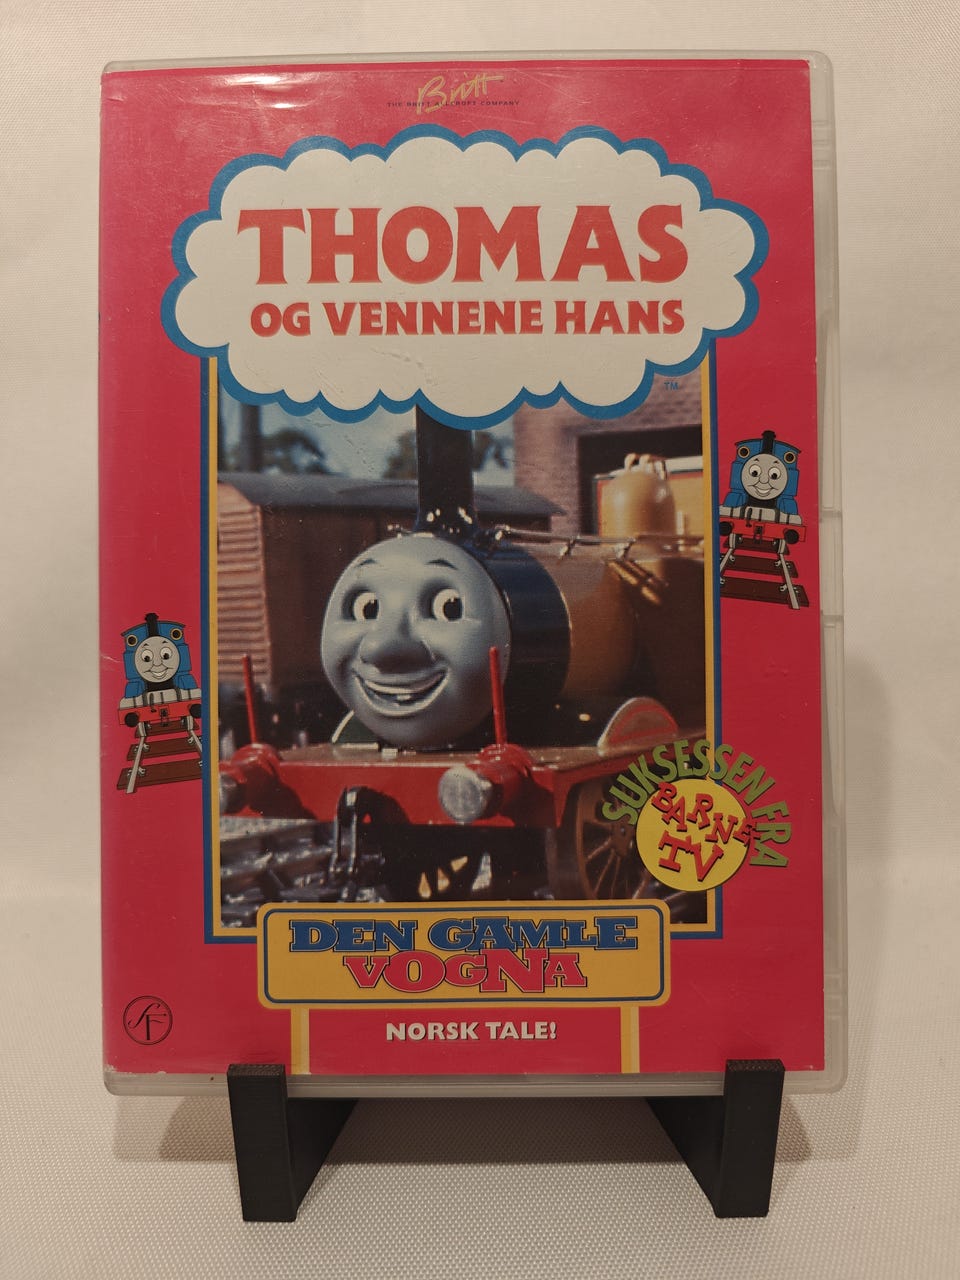 Britt
THE BRITT ALLCROFT COMPANY
THOMAS
OG VENNENE HANS
TM
SUKSESSEN FRA
BARNE
TV
DEN GAMLE
VOGNA
NORSK TALE!
SF